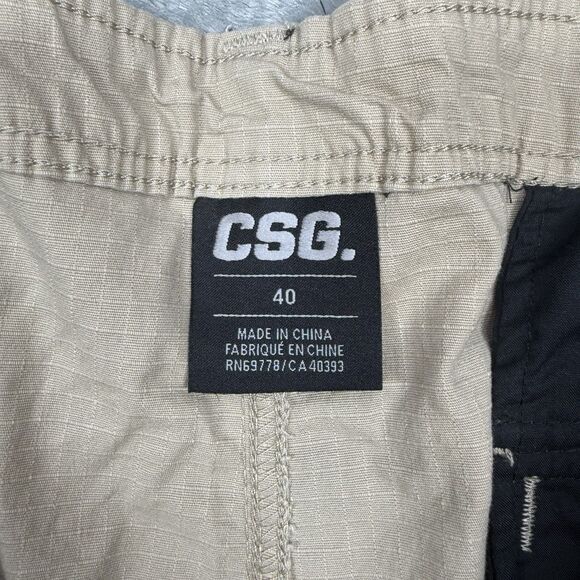 CSG.
40
MADE IN CHINA
FABRIQUÉ EN CHINE
RN69778/CA40393